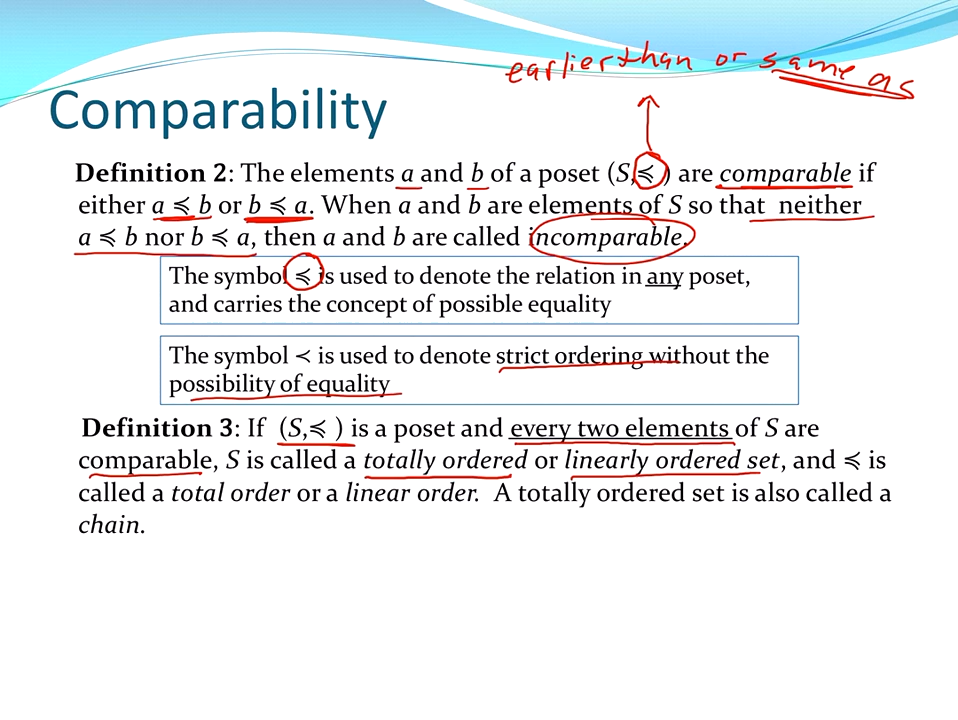 earlier than or same as
Comparability
Definition 2: The elements a and b of a poset (S,≼ ) are comparable if
either a ≼ b or b ≼ a. When a and b are elements of S so that neither
a ≼ b nor b ≼ a, then a and b are called incomparable.
The symbol ≼ is used to denote the relation in any poset,
and carries the concept of possible equality
The symbol ≺ is used to denote strict ordering without the
possibility of equality
Definition 3: If (S,≼ ) is a poset and every two elements of S are
comparable, S is called a totally ordered or linearly ordered set, and ≼ is
called a total order or a linear order. A totally ordered set is also called a
chain.